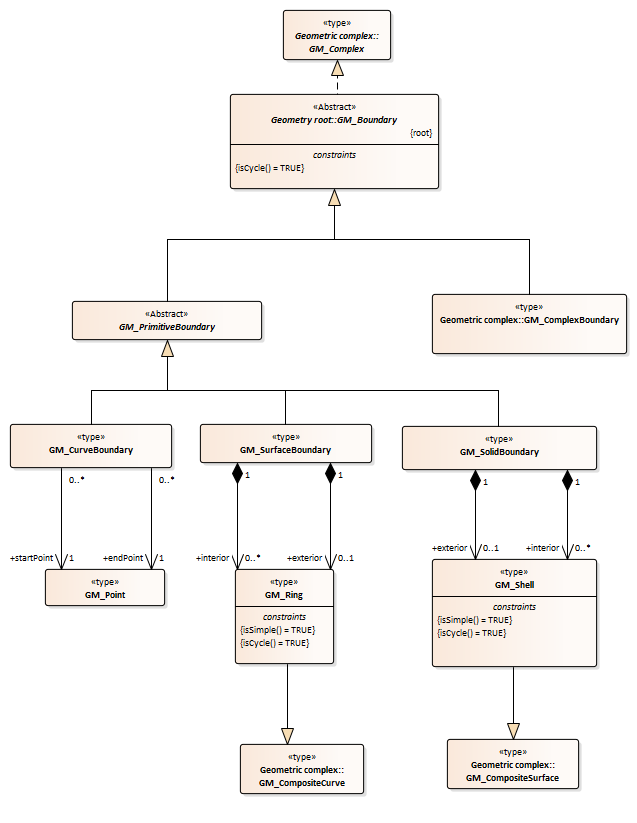 «type»
Geometric complex::
GM_Complex
«Abstract»
Geometry root::GM_Boundary
{root}
constraints
{isCycle() = TRUE}
«Abstract»
GM_PrimitiveBoundary
«type»
Geometric complex::GM_ComplexBoundary
«type»
GM_CurveBoundary
«type»
GM_SurfaceBoundary
«type»
GM_SolidBoundary
0..*
0..*
1
1
1
1
+startPoint
1
+endPoint
1
+interior
0..*
+exterior
0..1
+exterior
0..1
+interior
0..*
«type»
GM_Point
«type»
GM_Ring
constraints
{isSimple() = TRUE}
{isCycle() = TRUE}
«type»
GM_Shell
constraints
{isSimple() = TRUE}
{isCycle() = TRUE}
«type»
Geometric complex::
GM_CompositeCurve
«type»
Geometric complex::
GM_CompositeSurface